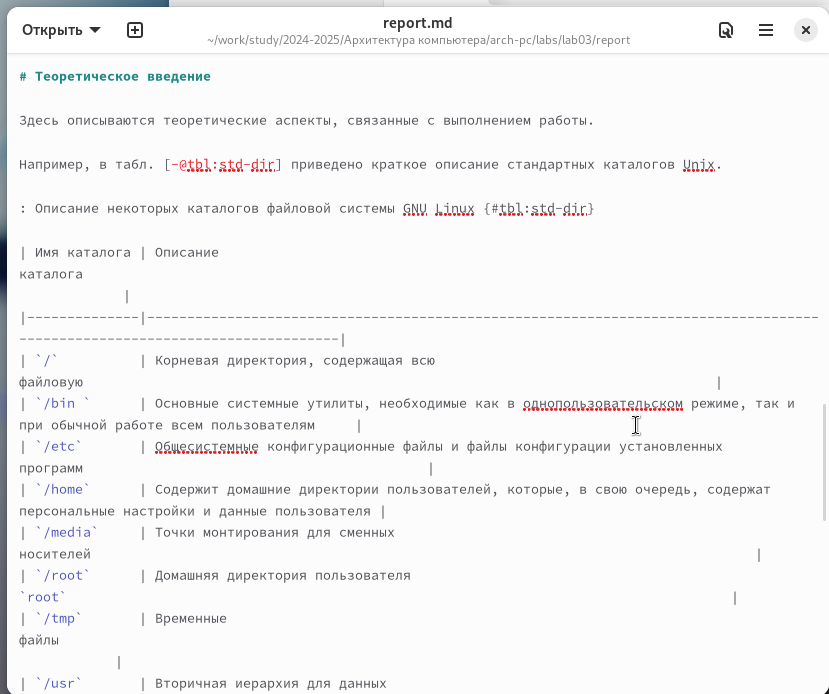 Открыть
report.md
~/work/study/2024-2025/Архитектура компьютера/arch-pc/labs/lab03/report
# Теоретическое введение
Здесь описываются теоретические аспекты, связанные с выполнением работы.
Например, в табл. [-@tbl:std-dir] приведено краткое описание стандартных каталогов Unix.
: Описание некоторых каталогов файловой системы GNU Linux {#tbl:std-dir}
| Имя каталога | Описание
каталога
|
|--------------|------------------------------------------------------------------------------------
----------------------------------------|
| `/`          | Корневая директория, содержащая всю
файловую                                                                               |
| `/bin `      | Основные системные утилиты, необходимые как в однопользовательском режиме, так и
при обычной работе всем пользователям     |
| `/etc`       | Общесистемные конфигурационные файлы и файлы конфигурации установленных
программ                                           |
| `/home`      | Содержит домашние директории пользователей, которые, в свою очередь, содержат
персональные настройки и данные пользователя |
| `/media`     | Точки монтирования для сменных
носителей                                                                                   |
| `/root`      | Домашняя директория пользователя
`root`                                                                                   |
| `/tmp`       | Временные
файлы
|
| `/usr`       | Вторичная иерархия для данных